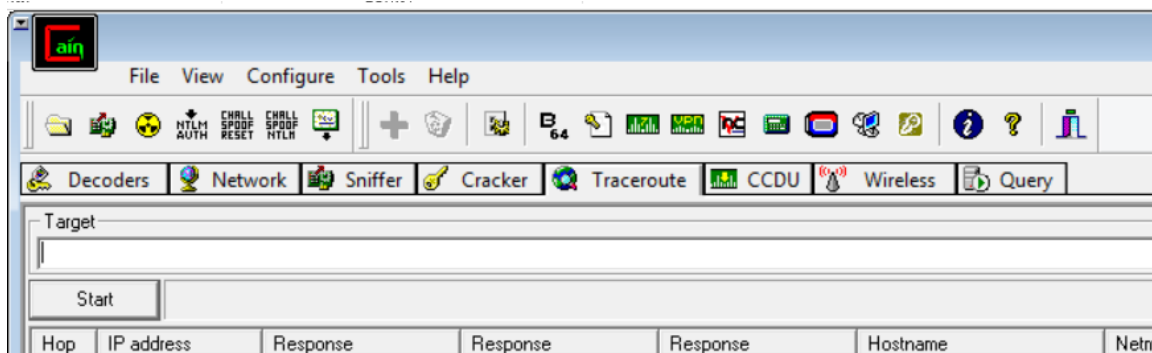 Cain
File View Configure Tools Help
NTLM AUTH CHALL SPOOF RESET CHALL SPOOF NTLM B 64
Decoders Network Sniffer Cracker Traceroute CCDU Wireless Query
Target
Start
Hop IP address Response Response Response Hostname Netm